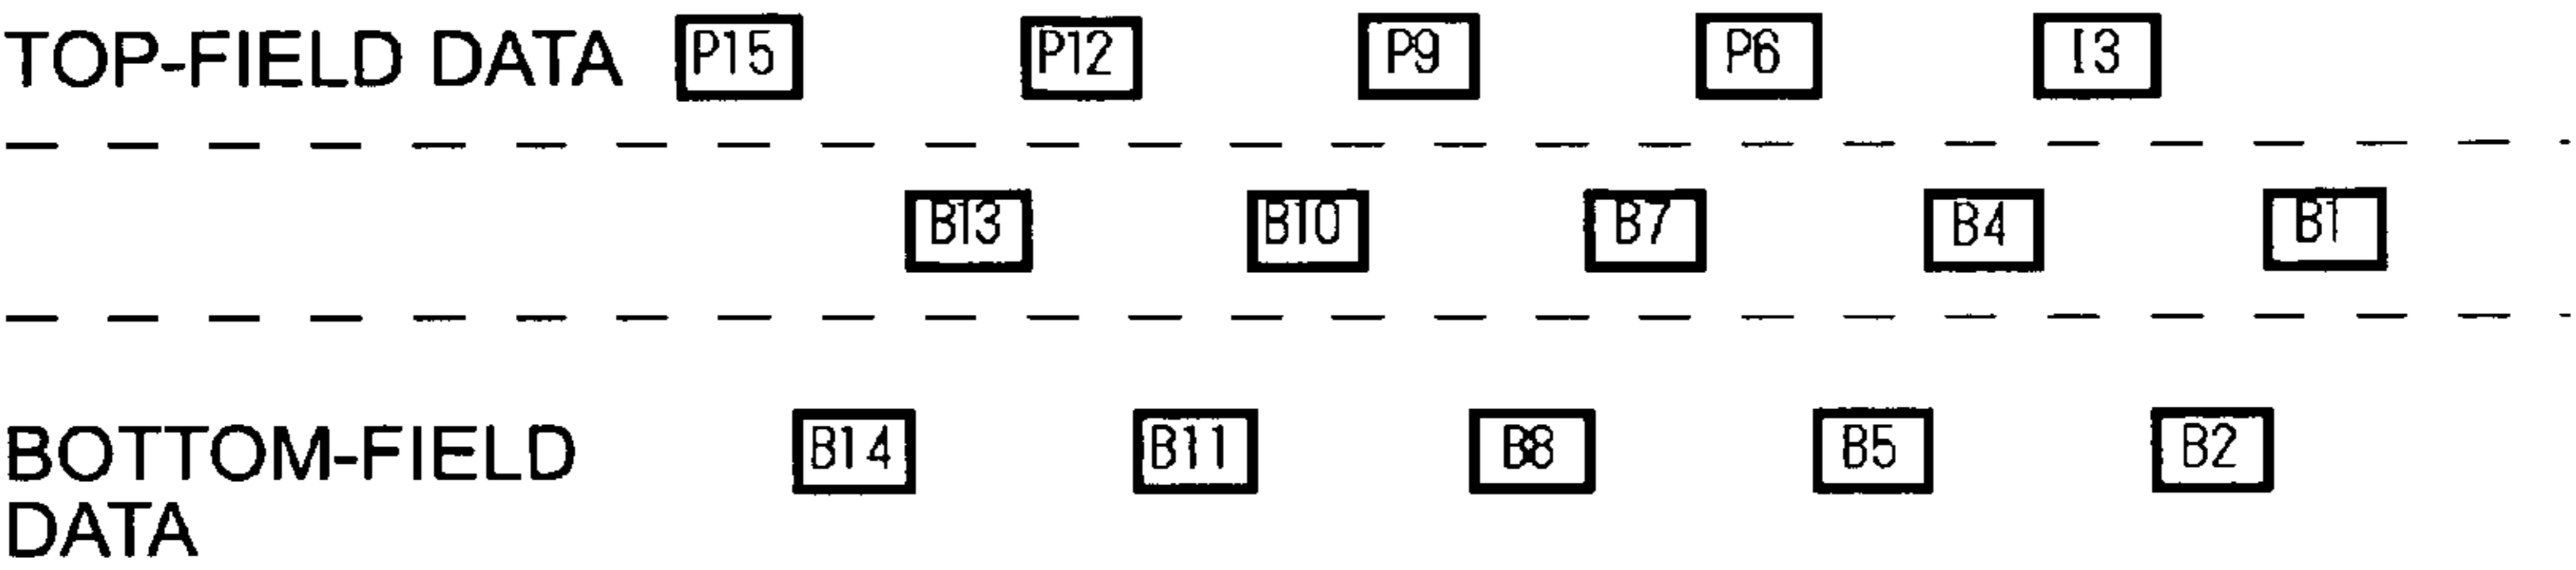 TOP-FIELD DATA P15 P12 P9 P6 I3
B13 B10 B7 B4 B1
BOTTOM-FIELD B14 B11 B8 B5 B2
DATA